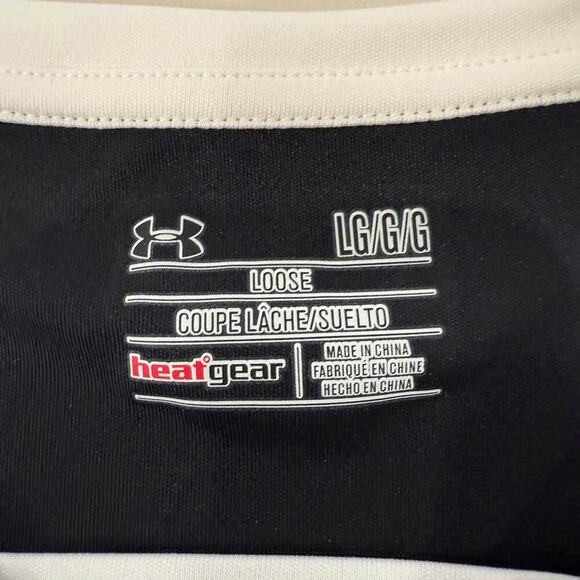 LG/G/G
LOOSE
COUPE LÂCHE/SUELTO
heatgear
MADE IN CHINA
FABRIQUÉ EN CHINE
HECHO EN CHINA